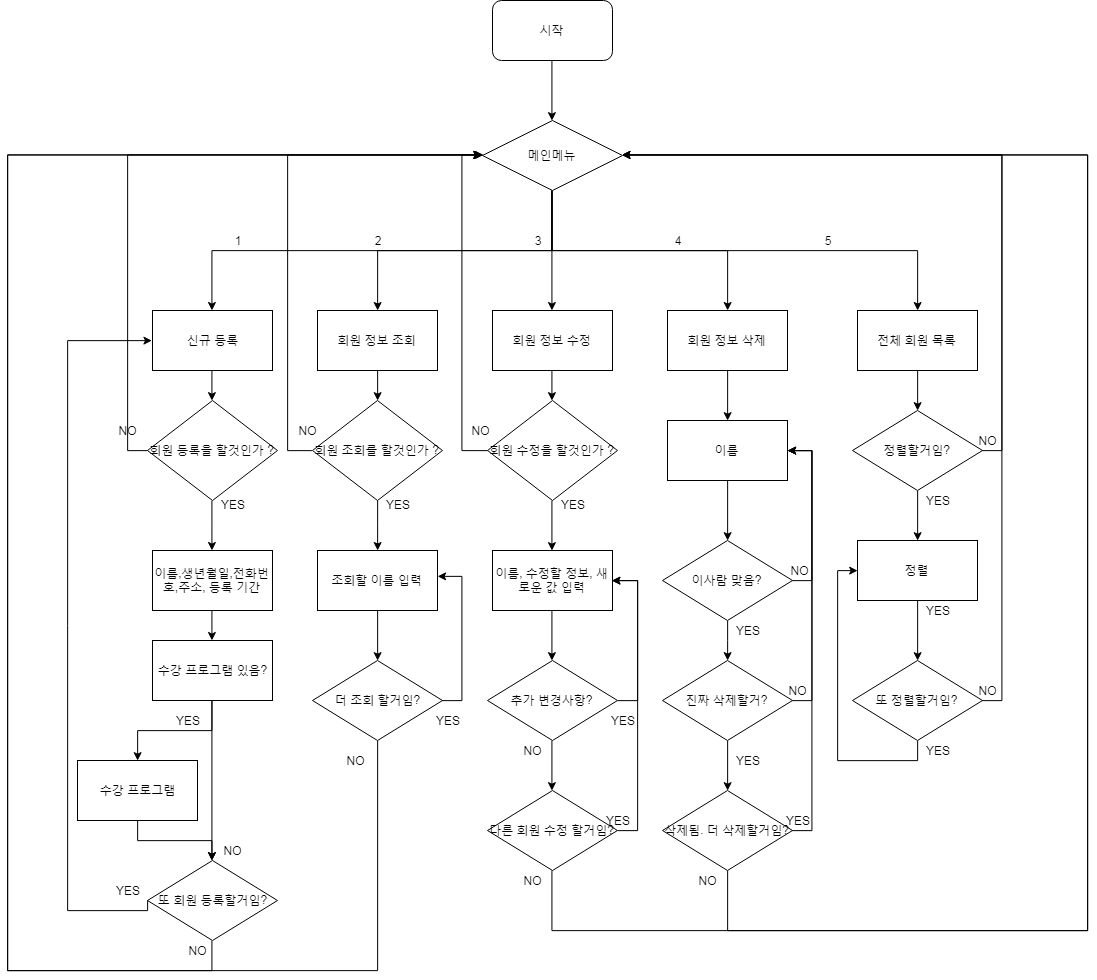 시작
메인메뉴
1
2
3
4
5
신규 등록
회원 정보 조회
회원 정보 수정
회원 정보 삭제
전체 회원 목록
NO
회원 등록을 할것인가 ?
YES
NO
회원 조회를 할것인가 ?
YES
NO
회원 수정을 할것인가 ?
YES
이름
정렬할거임?
NO
YES
이름,생년월일,전화번
호,주소, 등록 기간
조회할 이름 입력
이름, 수정할 정보, 새
로운 값 입력
이사람 맞음?
NO
YES
정렬
YES
수강 프로그램 있음?
YES
더 조회 할거임?
YES
NO
추가 변경사항?
YES
NO
진짜 삭제할거?
NO
YES
또 정렬할거임?
NO
YES
수강 프로그램
NO
다른 회원 수정 할거임?
YES
NO
삭제됨. 더 삭제할거임?
YES
NO
YES
또 회원 등록할거임?
NO